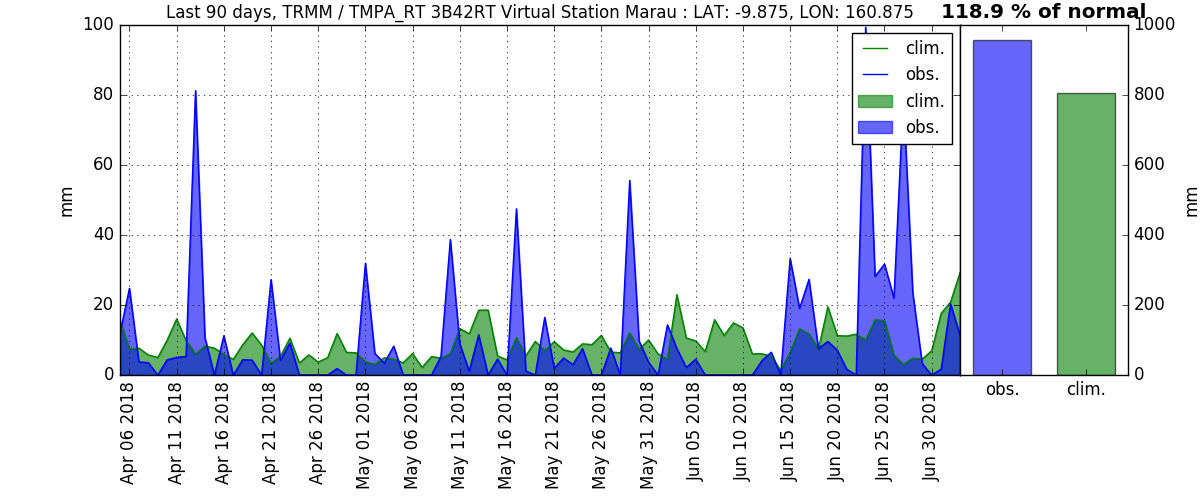 Last 90 days, TRMM / TMPA_RT 3B42RT Virtual Station Marau : LAT: -9.875, LON: 160.875
118.9 % of normal
mm
100
80
60
40
20
0
clim.
obs.
clim.
obs.
Apr 06 2018
Apr 11 2018
Apr 16 2018
Apr 21 2018
Apr 26 2018
May 01 2018
May 06 2018
May 11 2018
May 16 2018
May 21 2018
May 26 2018
May 31 2018
Jun 05 2018
Jun 10 2018
Jun 15 2018
Jun 20 2018
Jun 25 2018
Jun 30 2018
obs.
clim.
1000
800
600
400
200
0
mm